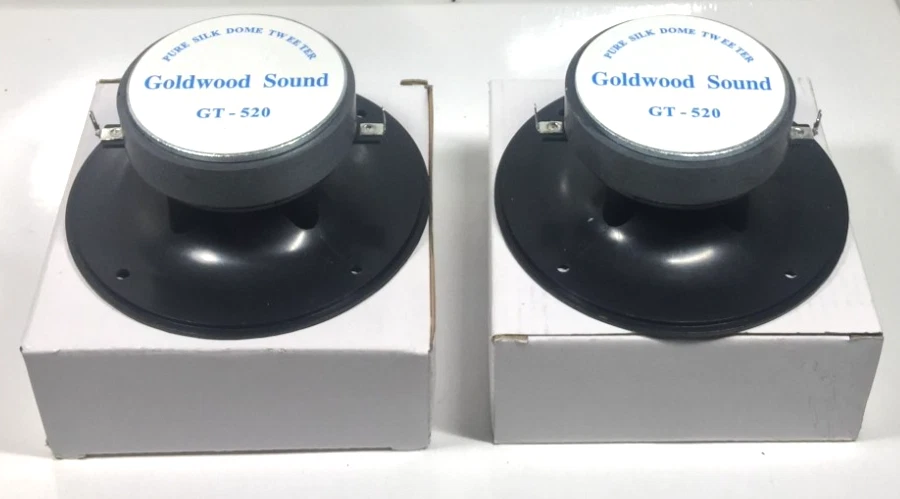 PURE SILK DOME TWEETER
Goldwood Sound
GT-520
PURE SILK DOME TWEETER
Goldwood Sound
GT-520